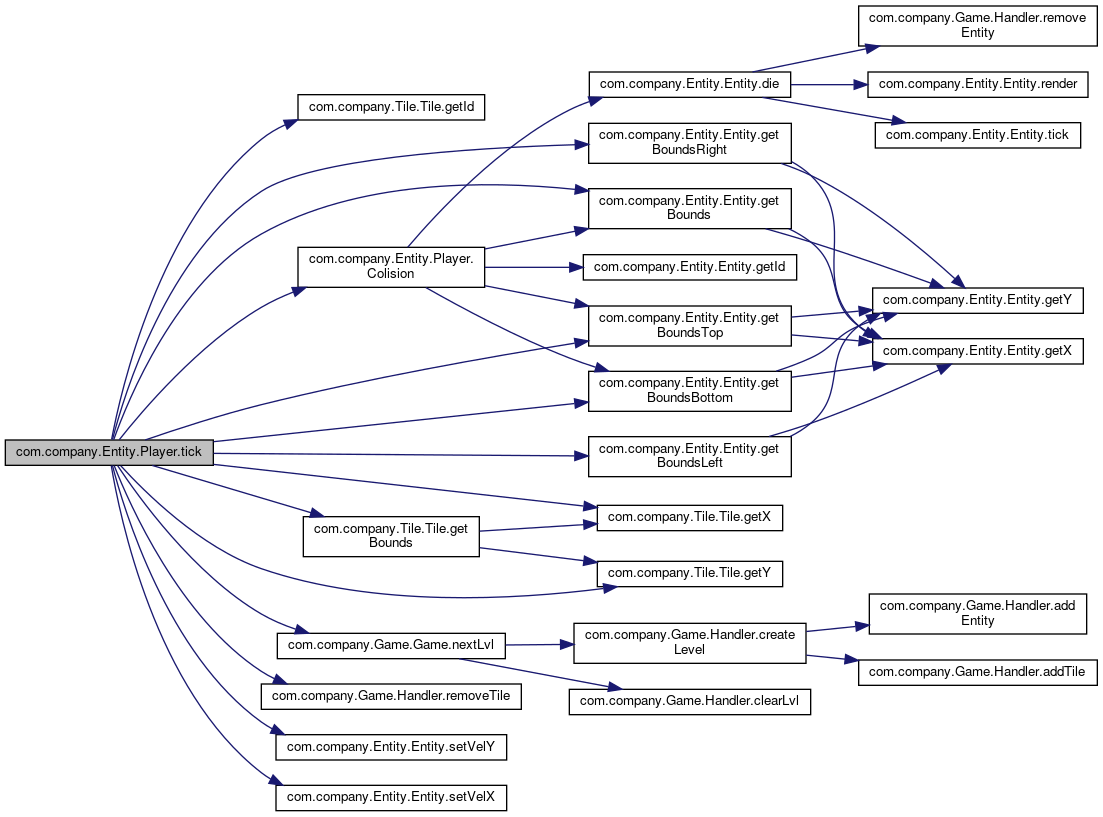 com.company.Game.Handler.remove
Entity
com.company.Entity.Entity.die
com.company.Entity.Entity.render
com.company.Tile.Tile.getId
com.company.Entity.Entity.tick
com.company.Entity.Entity.get
BoundsRight
com.company.Entity.Entity.get
Bounds
com.company.Entity.Player.
Colision
com.company.Entity.Entity.getId
com.company.Entity.Entity.getY
com.company.Entity.Entity.get
BoundsTop
com.company.Entity.Entity.getX
com.company.Entity.Entity.get
BoundsBottom
com.company.Entity.Player.tick
com.company.Entity.Entity.get
BoundsLeft
com.company.Tile.Tile.getX
com.company.Tile.Tile.get
Bounds
com.company.Tile.Tile.getY
com.company.Game.Handler.add
Entity
com.company.Game.Game.nextLvl
com.company.Game.Handler.create
Level
com.company.Game.Handler.addTile
com.company.Game.Handler.removeTile
com.company.Game.Handler.clearLvl
com.company.Entity.Entity.setVelY
com.company.Entity.Entity.setVelX